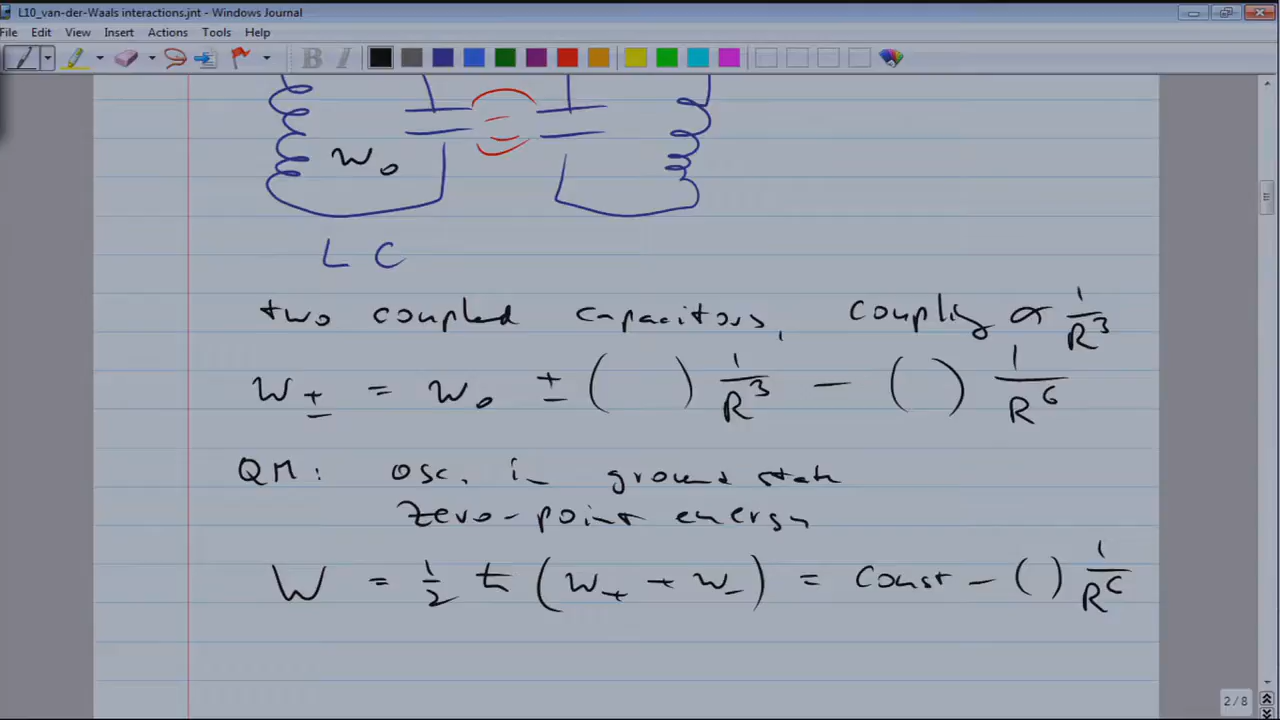 L10_van-der-Waals interactions.jnt - Windows Journal
File Edit View Insert Actions Tools Help
B I
ω₀
L C
two coupled capacitors, coupling ∝ 1/R³
ω± = ω₀ ± ( ) 1/R³ − ( ) 1/R⁶
QM: osc. in ground state
zero-point energy
W = 1/2 ħ (ω₊ + ω₋) = const − ( ) 1/R⁶
2 / 8